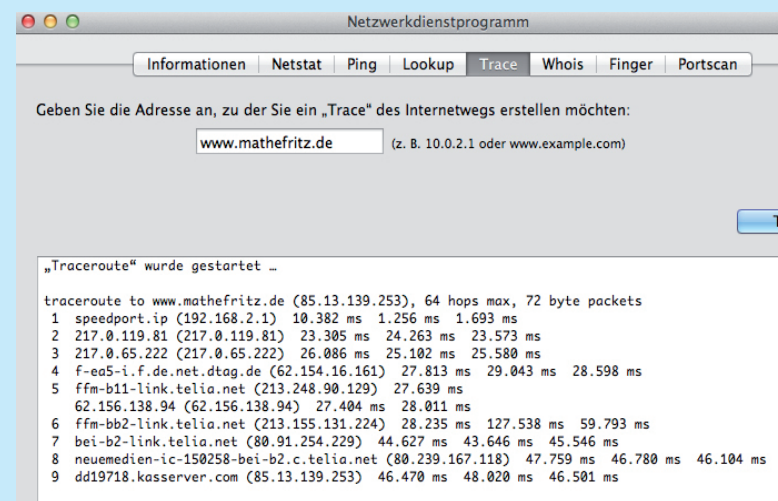 Netzwerkdienstprogramm
Informationen Netstat Ping Lookup Trace Whois Finger Portscan
Geben Sie die Adresse an, zu der Sie ein „Trace“ des Internetwegs erstellen möchten:
www.mathefritz.de (z. B. 10.0.2.1 oder www.example.com)
„Traceroute“ wurde gestartet …
traceroute to www.mathefritz.de (85.13.139.253), 64 hops max, 72 byte packets
1 speedport.ip (192.168.2.1) 10.382 ms 1.256 ms 1.693 ms
2 217.0.119.81 (217.0.119.81) 23.305 ms 24.263 ms 23.573 ms
3 217.0.65.222 (217.0.65.222) 26.086 ms 25.102 ms 25.580 ms
4 f-ea5-i.f.de.net.dtag.de (62.154.16.161) 27.813 ms 29.043 ms 28.598 ms
5 ffm-b11-link.telia.net (213.248.90.129) 27.639 ms
62.156.138.94 (62.156.138.94) 27.404 ms 28.011 ms
6 ffm-bb2-link.telia.net (213.155.131.224) 28.235 ms 127.538 ms 59.793 ms
7 bei-b2-link.telia.net (80.91.254.229) 44.627 ms 43.646 ms 45.546 ms
8 neuemedien-ic-150258-bei-b2.c.telia.net (80.239.167.118) 47.759 ms 46.780 ms 46.104 ms
9 dd19718.kasserver.com (85.13.139.253) 46.470 ms 48.020 ms 46.501 ms